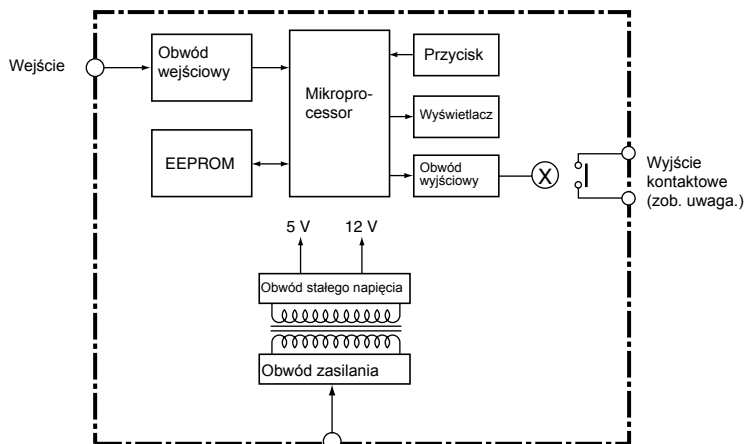 Wejście
Obwód
wejściowy
Mikropro-
cessor
Przycisk
Wyświetlacz
EEPROM
Obwód
wyjściowy
X
Wyjście
kontaktowe
(zob. uwaga.)
5 V 12 V
Obwód stałego napięcia
Obwód zasilania